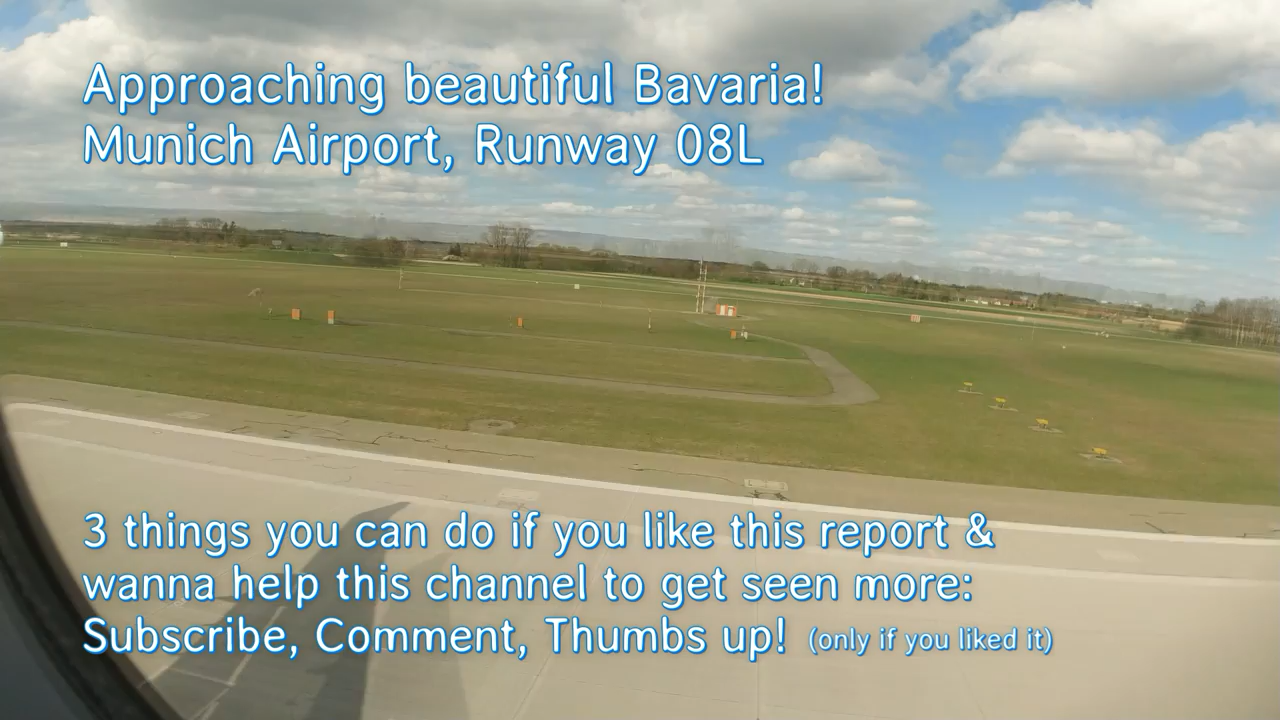 Approaching beautiful Bavaria!
Munich Airport, Runway 08L
3 things you can do if you like this report &
wanna help this channel to get seen more:
Subscribe, Comment, Thumbs up! (only if you liked it)